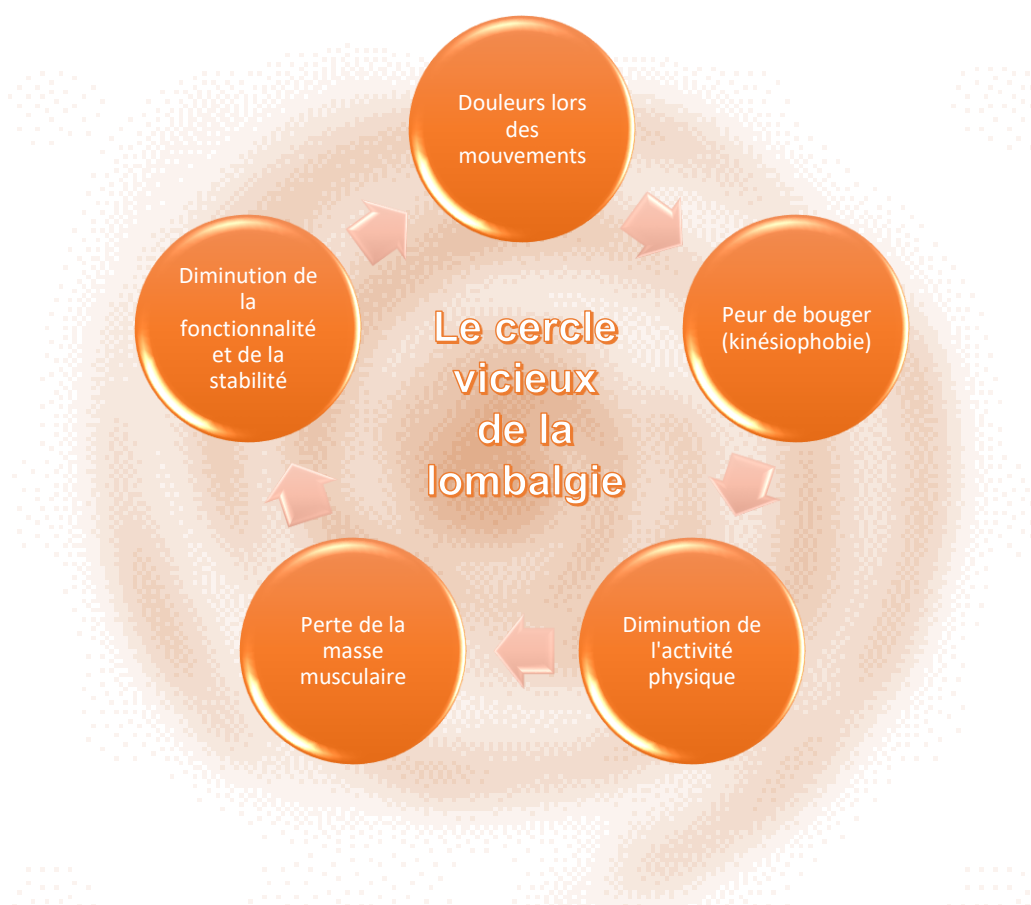 Douleurs lors
des
mouvements
Peur de bouger
(kinésiophobie)
Diminution de
l'activité
physique
Perte de la
masse
musculaire
Diminution de
la
fonctionnalité
et de la
stabilité
Le cercle
vicieux
de la
lombalgie